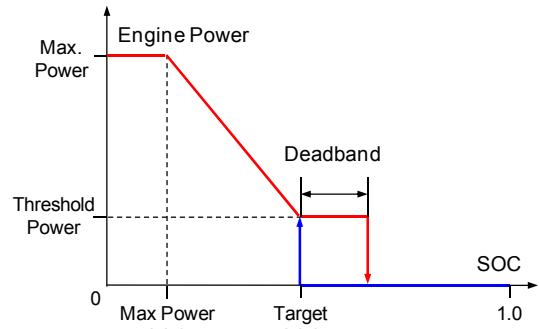 Engine Power
Max.
Power
Deadband
Threshold
Power
SOC
0
Max Power
Target
1.0